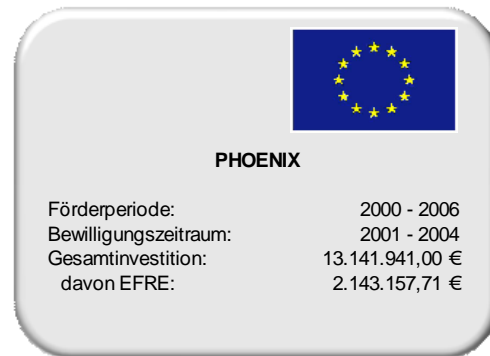 PHOENIX
Förderperiode: 2000 - 2006
Bewilligungszeitraum: 2001 - 2004
Gesamtinvestition: 13.141.941,00 €
davon EFRE: 2.143.157,71 €